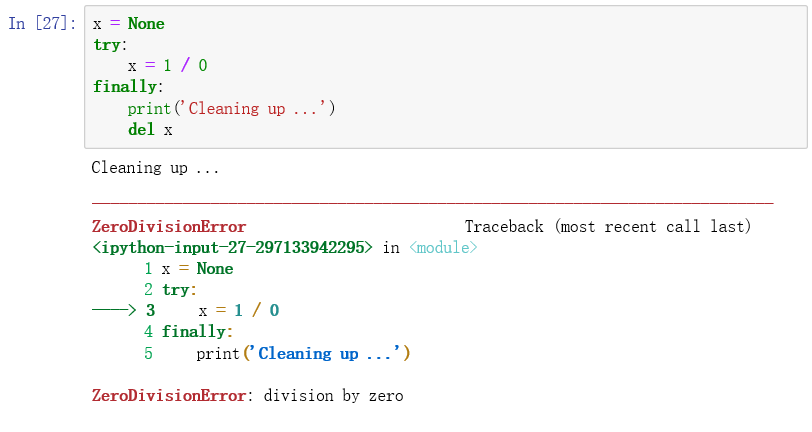 In [27]: x = None
try:
    x = 1 / 0
finally:
    print('Cleaning up ...')
    del x
Cleaning up ...
ZeroDivisionError                         Traceback (most recent call last)
<ipython-input-27-297133942295> in <module>
      1 x = None
      2 try:
----> 3     x = 1 / 0
      4 finally:
      5     print('Cleaning up ...')
ZeroDivisionError: division by zero